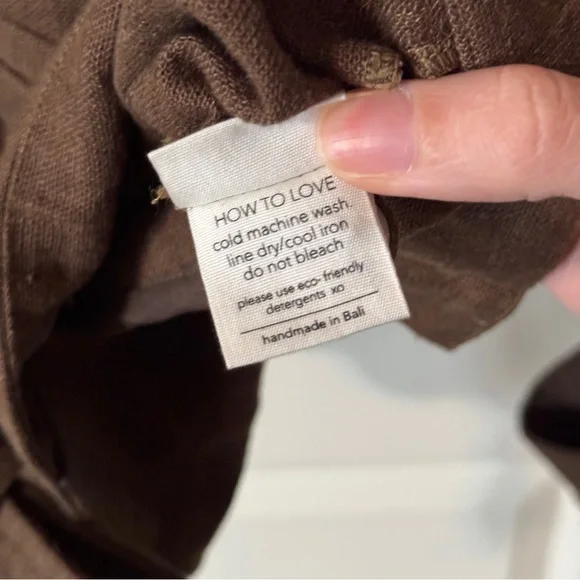 HOW TO LOVE
cold machine wash.
line dry/cool iron
do not bleach
please use eco-friendly
detergents xo
handmade in Bali